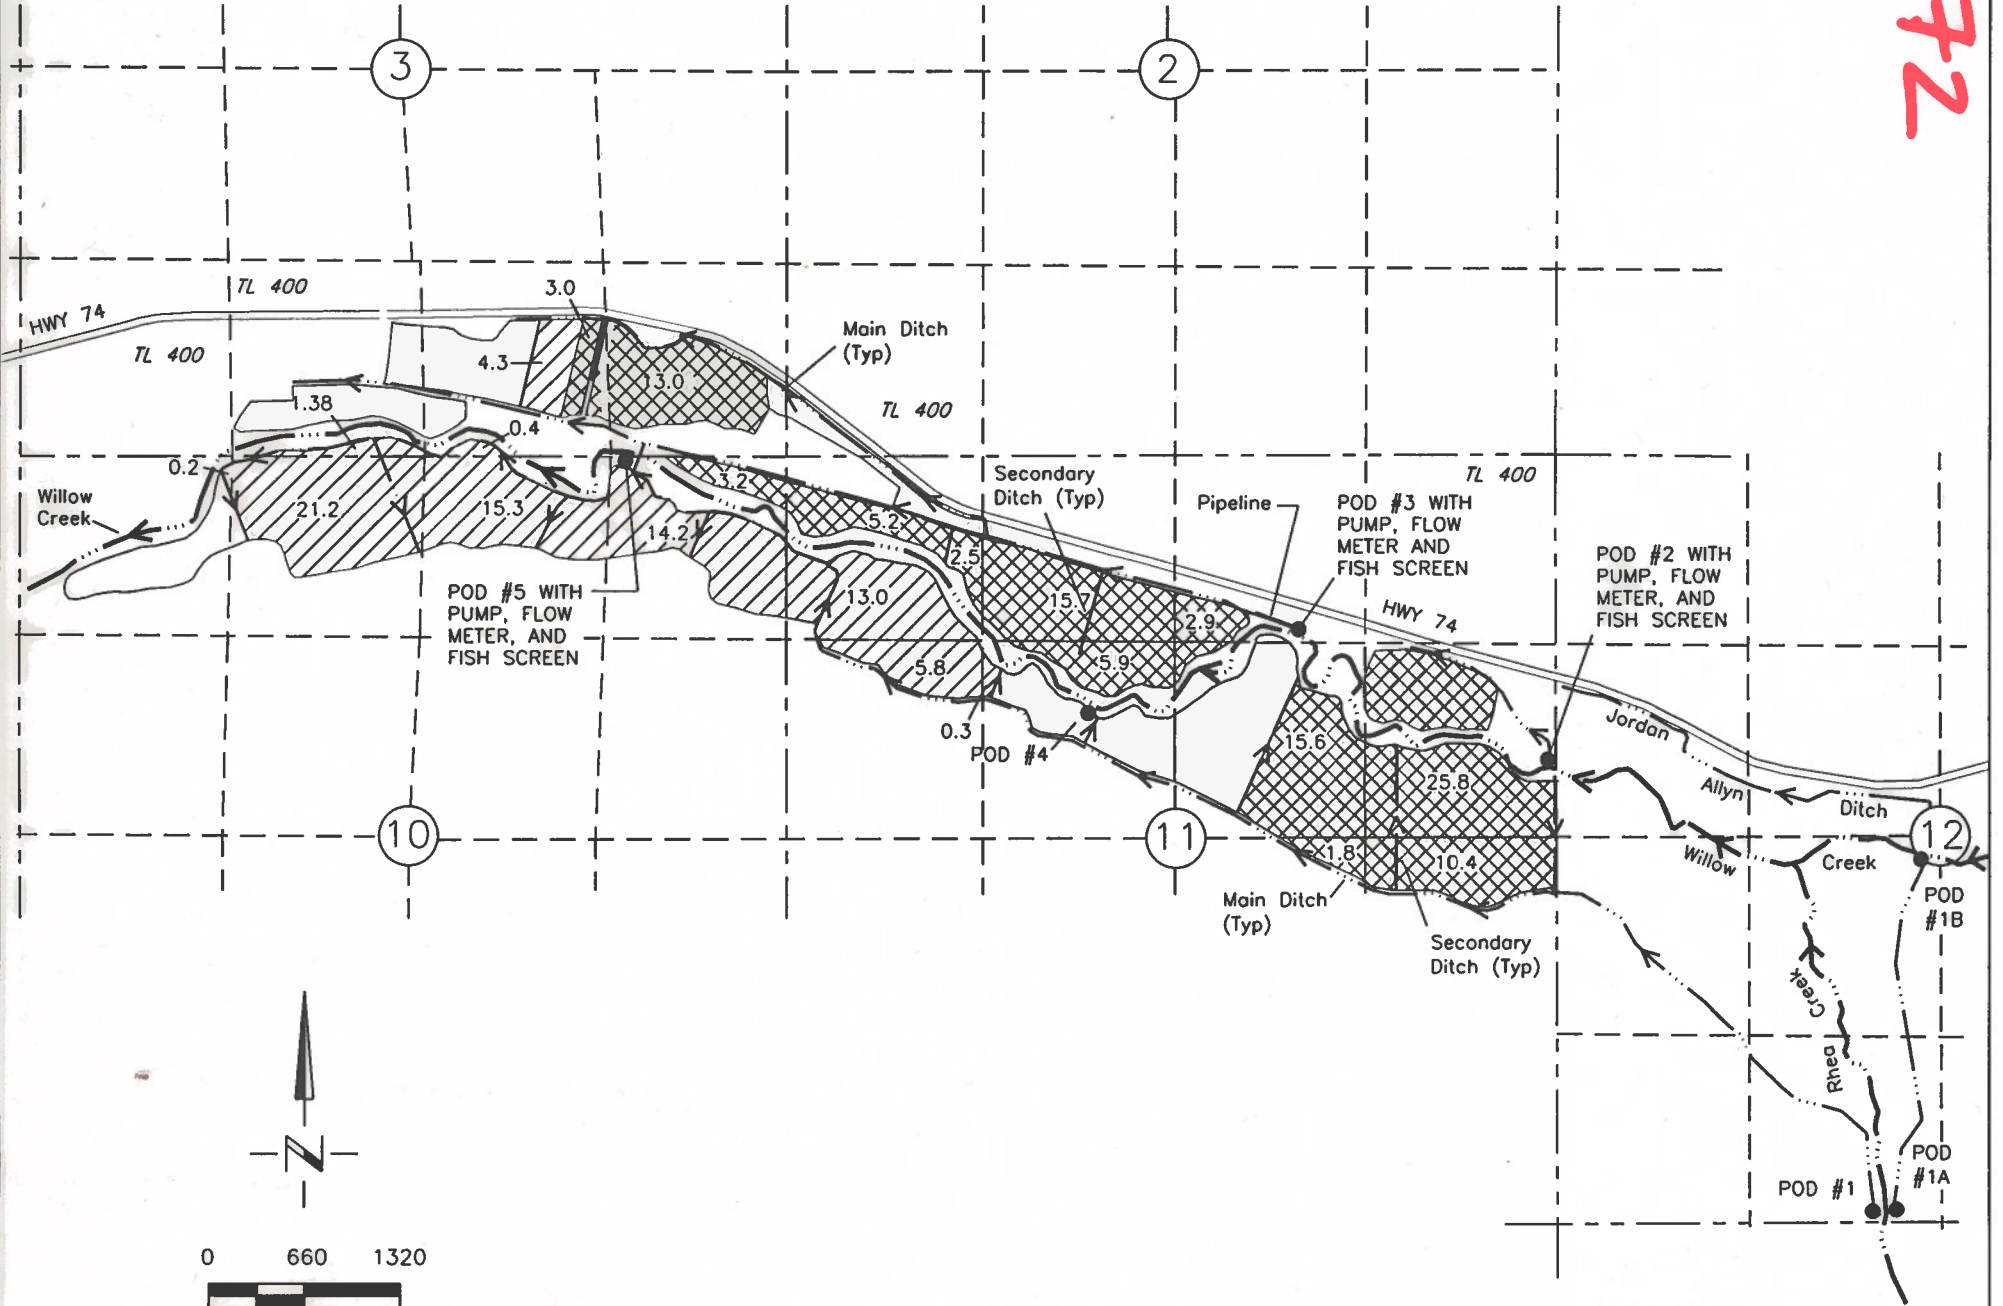 72
3
2
TL 400
3.0
HWY 74
TL 400
Main Ditch
(Typ)
4.3
13.0
TL 400
1.38
0.4
0.2
3.2
Secondary
Ditch (Typ)
TL 400
Willow
Creek
21.2
15.3
14.2
5.2
2.5
Pipeline
POD #3 WITH
PUMP, FLOW
METER AND
FISH SCREEN
POD #2 WITH
PUMP, FLOW
METER, AND
FISH SCREEN
POD #5 WITH
PUMP, FLOW
METER, AND
FISH SCREEN
13.0
15.7
2.9
HWY 74
5.8
5.9
0.3
POD #4
15.6
25.8
Jordan
Allyn
Ditch
10
11
12
1.8
10.4
Willow
Creek
Main Ditch
(Typ)
POD
#1B
Secondary
Ditch (Typ)
Creek
Rhea
N
POD
#1A
POD #1
0 660 1320